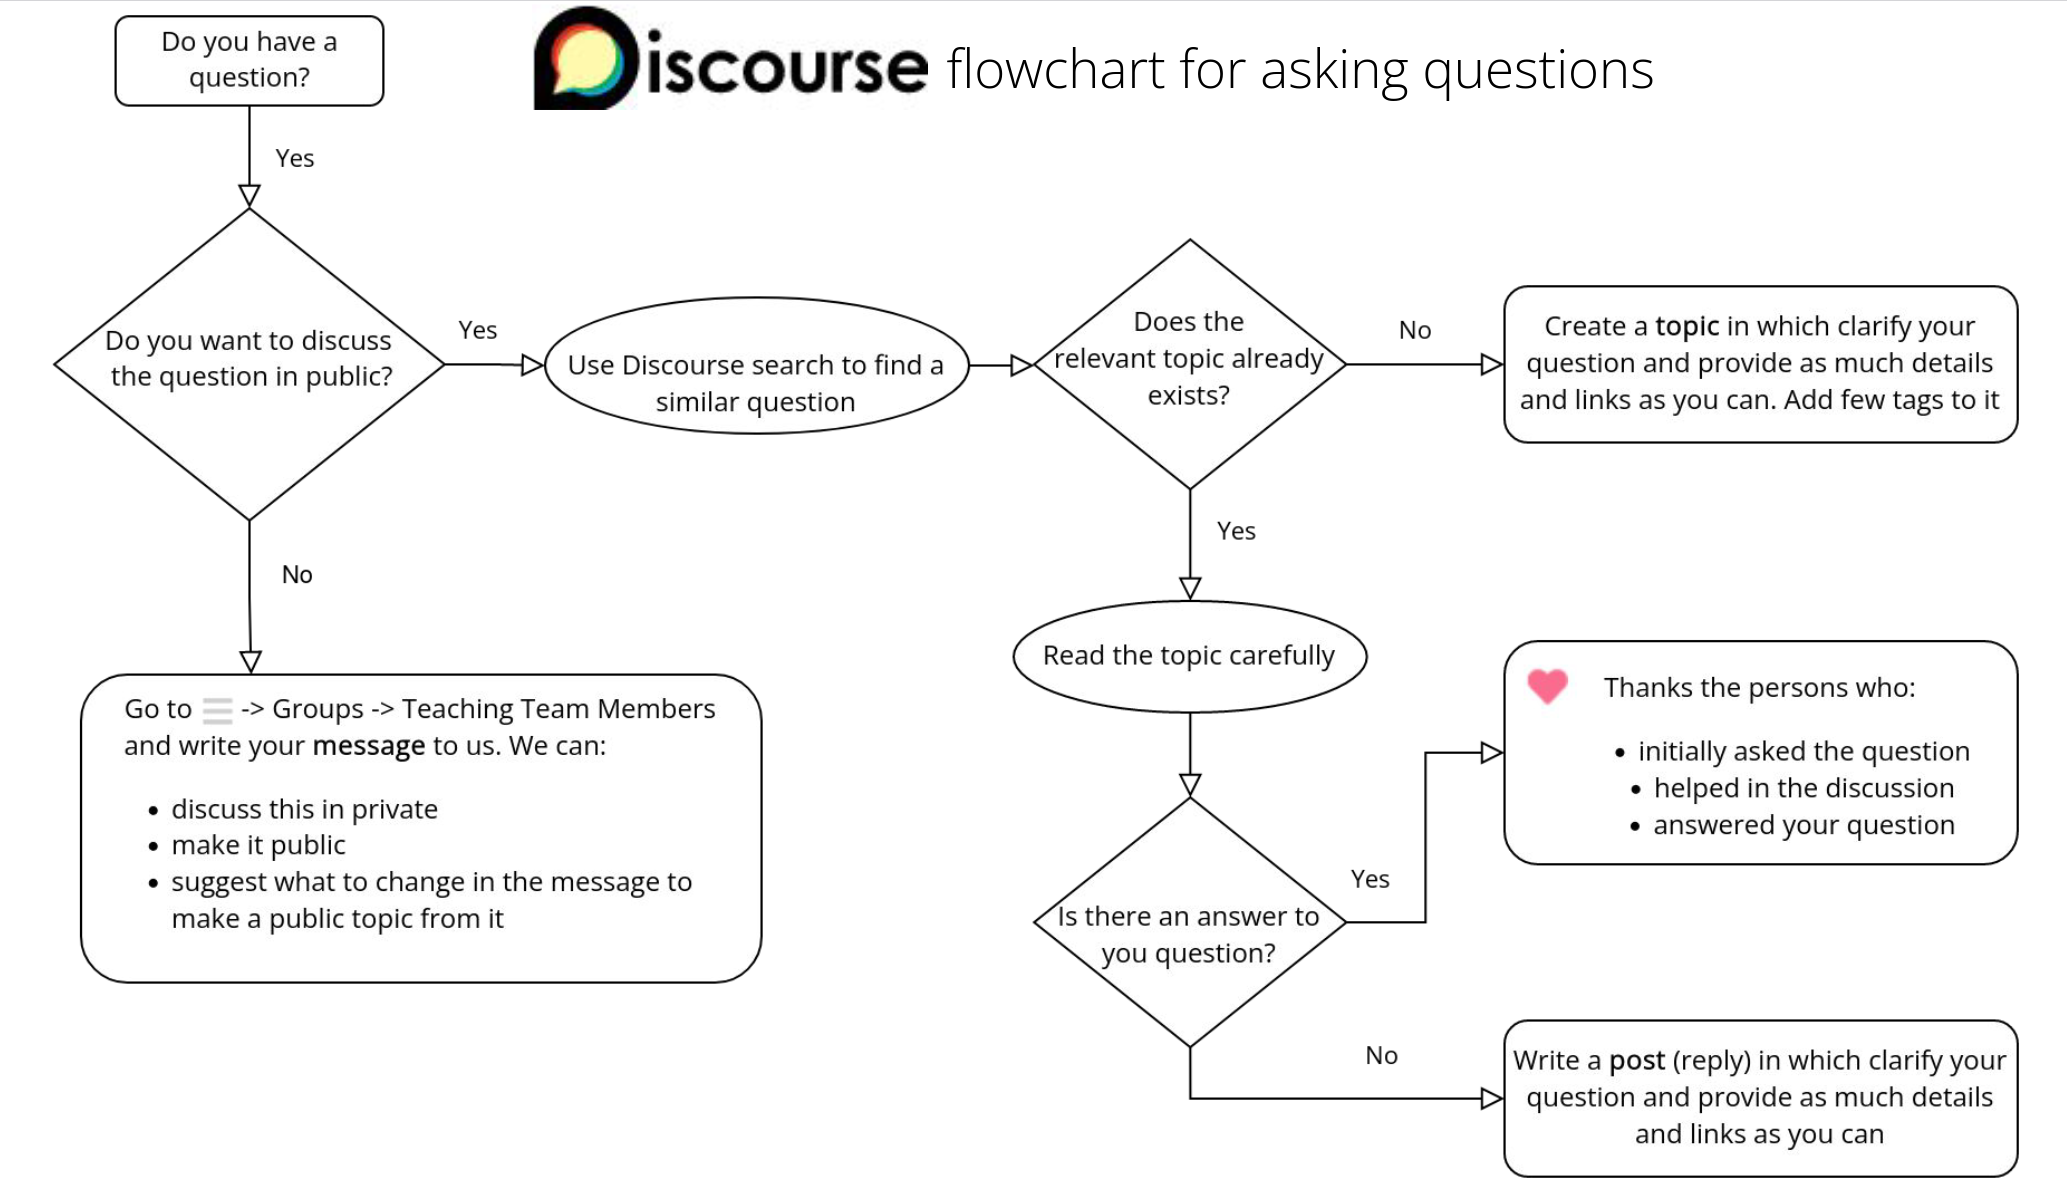 Discourse flowchart for asking questions
Do you have a
question?
Yes
Do you want to discuss
the question in public?
Yes
Use Discourse search to find a
similar question
Does the
relevant topic already
exists?
No
Create a topic in which clarify your
question and provide as much details
and links as you can. Add few tags to it
Yes
Read the topic carefully
Is there an answer to
you question?
Yes
Thanks the persons who:
• initially asked the question
• helped in the discussion
• answered your question
No
Write a post (reply) in which clarify your
question and provide as much details
and links as you can
No
Go to -> Groups -> Teaching Team Members
and write your message to us. We can:
• discuss this in private
• make it public
• suggest what to change in the message to
make a public topic from it